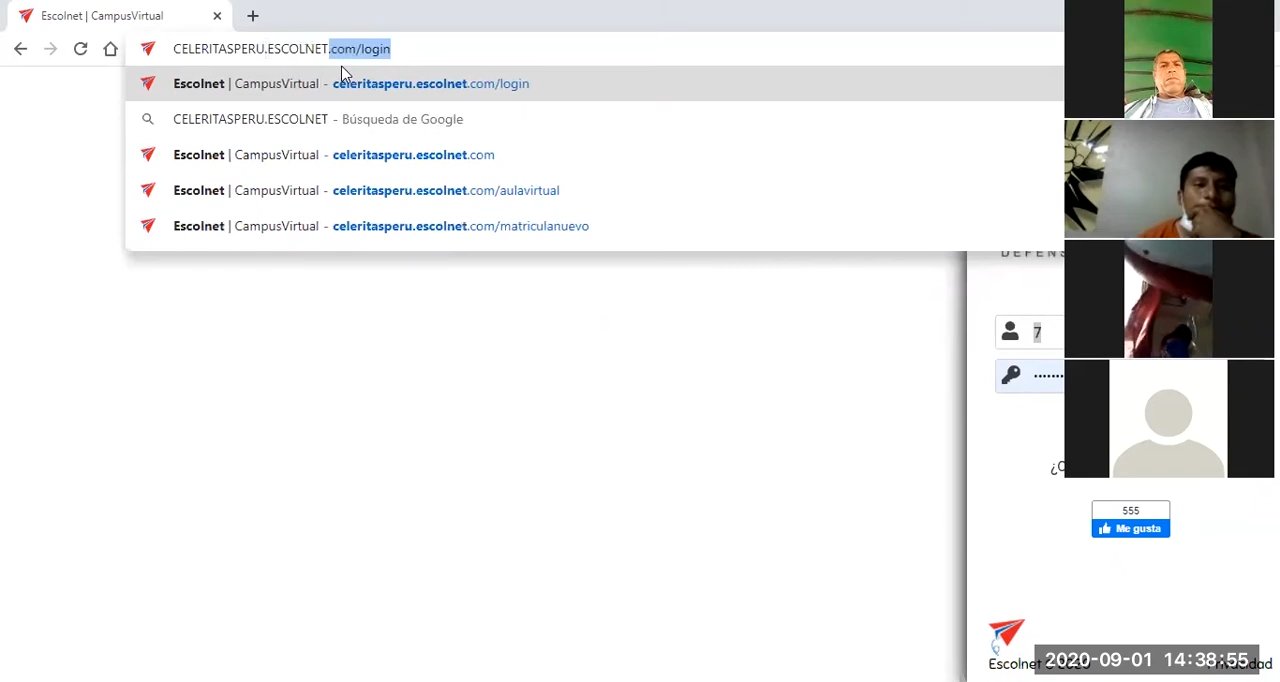 Escolnet | CampusVirtual
CELERITASPERU.ESCOLNET.com/login
Escolnet | CampusVirtual - celeritasperu.escolnet.com/login
CELERITASPERU.ESCOLNET - Búsqueda de Google
Escolnet | CampusVirtual - celeritasperu.escolnet.com
Escolnet | CampusVirtual - celeritasperu.escolnet.com/aulavirtual
Escolnet | CampusVirtual - celeritasperu.escolnet.com/matriculanuevo
7
555
Me gusta
2020-09-01 14:38:55
Escolnet